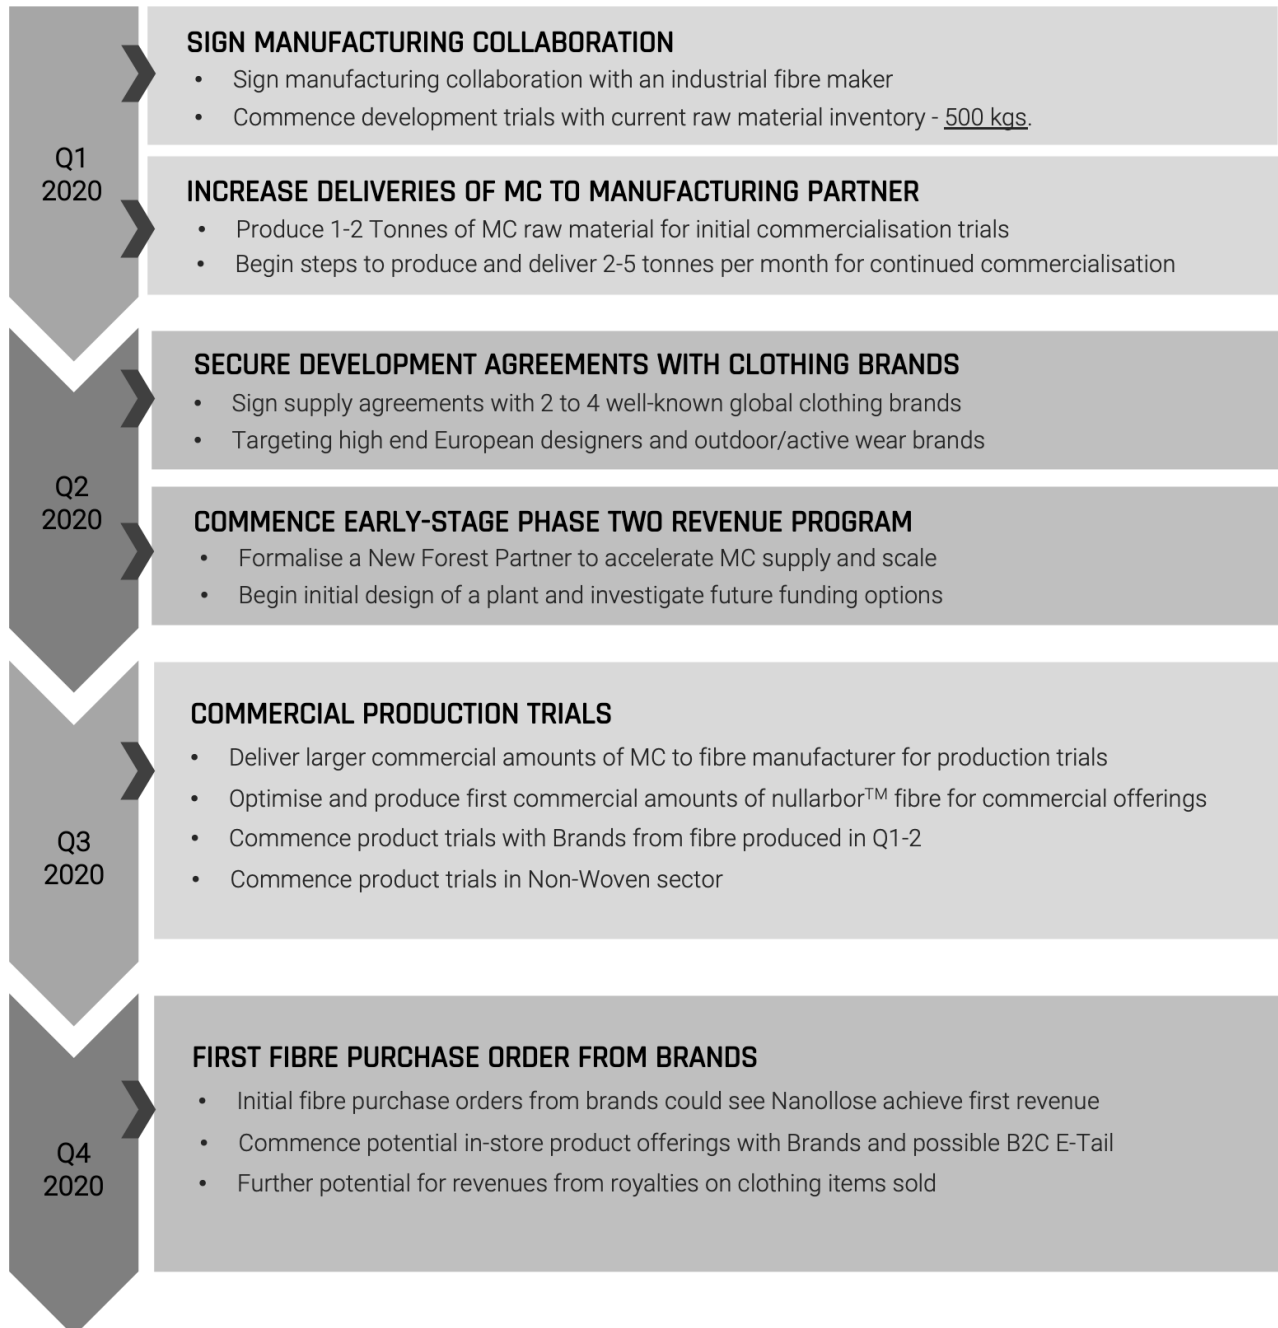 SIGN MANUFACTURING COLLABORATION
• Sign manufacturing collaboration with an industrial fibre maker
• Commence development trials with current raw material inventory - 500 kgs.
Q1
2020
INCREASE DELIVERIES OF MC TO MANUFACTURING PARTNER
• Produce 1-2 Tonnes of MC raw material for initial commercialisation trials
• Begin steps to produce and deliver 2-5 tonnes per month for continued commercialisation
SECURE DEVELOPMENT AGREEMENTS WITH CLOTHING BRANDS
• Sign supply agreements with 2 to 4 well-known global clothing brands
• Targeting high end European designers and outdoor/active wear brands
Q2
2020
COMMENCE EARLY-STAGE PHASE TWO REVENUE PROGRAM
• Formalise a New Forest Partner to accelerate MC supply and scale
• Begin initial design of a plant and investigate future funding options
COMMERCIAL PRODUCTION TRIALS
• Deliver larger commercial amounts of MC to fibre manufacturer for production trials
• Optimise and produce first commercial amounts of nullarbor™ fibre for commercial offerings
• Commence product trials with Brands from fibre produced in Q1-2
• Commence product trials in Non-Woven sector
Q3
2020
FIRST FIBRE PURCHASE ORDER FROM BRANDS
• Initial fibre purchase orders from brands could see Nanollose achieve first revenue
• Commence potential in-store product offerings with Brands and possible B2C E-Tail
• Further potential for revenues from royalties on clothing items sold
Q4
2020